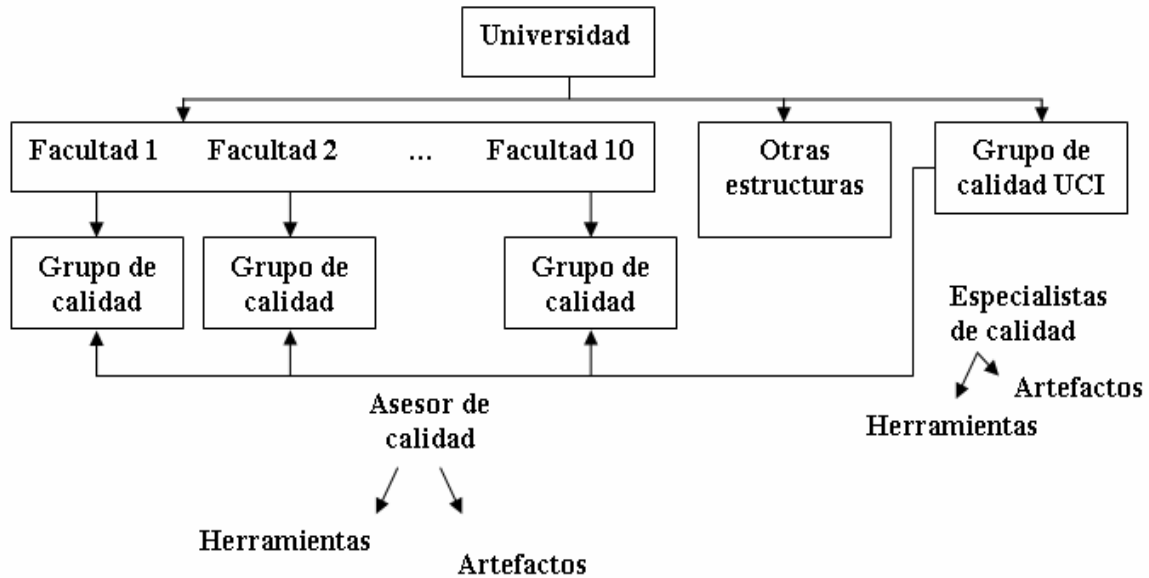 Universidad
Facultad 1 Facultad 2 ... Facultad 10
Otras
estructuras
Grupo de
calidad UCI
Grupo de
calidad
Grupo de
calidad
Grupo de
calidad
Especialistas
de calidad
Artefactos
Herramientas
Asesor de
calidad
Herramientas
Artefactos